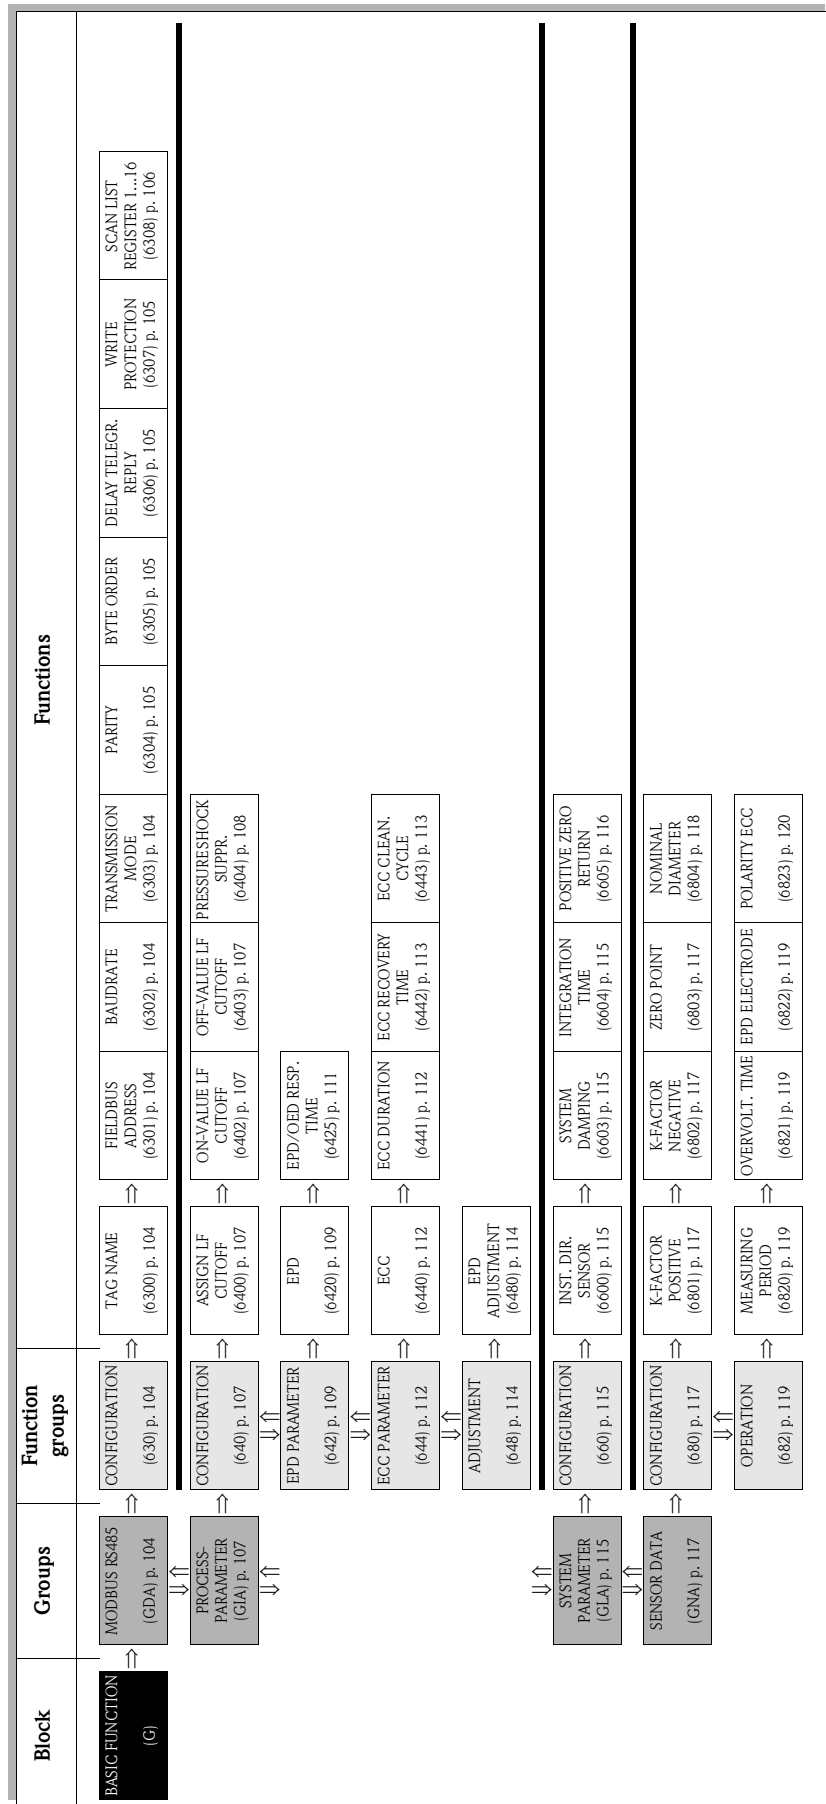 Block
Groups
Function
groups
Functions
BASIC FUNCTION
(G)
⇒
MODBUS RS485
(GDA) p. 104
⇒
CONFIGURATION
(630) p. 104
⇒
TAG NAME
(6300) p. 104
⇒
FIELDBUS
ADDRESS
(6301) p. 104
BAUDRATE
(6302) p. 104
TRANSMISSION
MODE
(6303) p. 104
PARITY
(6304) p. 105
BYTE ORDER
(6305) p. 105
DELAY TELEGR.
REPLY
(6306) p. 105
WRITE
PROTECTION
(6307) p. 105
SCAN LIST
REGISTER 1...16
(6308) p. 106
⇓⇑
PROCESS-
PARAMETER
(GIA) p. 107
⇒
CONFIGURATION
(640) p. 107
⇒
ASSIGN LF
CUTOFF
(6400) p. 107
⇒
ON-VALUE LF
CUTOFF
(6402) p. 107
OFF-VALUE LF
CUTOFF
(6403) p. 107
PRESSURESHOCK
SUPPR.
(6404) p. 108
⇓⇑
⇓⇑
EPD PARAMETER
(642) p. 109
⇒
EPD
(6420) p. 109
⇒
EPD/OED RESP.
TIME
(6425) p. 111
⇓⇑
ECC PARAMETER
(644) p. 112
⇒
ECC
(6440) p. 112
⇒
ECC DURATION
(6441) p. 112
ECC RECOVERY
TIME
(6442) p. 113
ECC CLEAN.
CYCLE
(6443) p. 113
⇓⇑
ADJUSTMENT
(648) p. 114
⇒
EPD
ADJUSTMENT
(6480) p. 114
⇓⇑
SYSTEM
PARAMETER
(GLA) p. 115
⇒
CONFIGURATION
(660) p. 115
⇒
INST. DIR.
SENSOR
(6600) p. 115
⇒
SYSTEM
DAMPING
(6603) p. 115
INTEGRATION
TIME
(6604) p. 115
POSITIVE ZERO
RETURN
(6605) p. 116
⇓⇑
SENSOR DATA
(GNA) p. 117
⇒
CONFIGURATION
(680) p. 117
⇒
K-FACTOR
POSITIVE
(6801) p. 117
⇒
K-FACTOR
NEGATIVE
(6802) p. 117
ZERO POINT
(6803) p. 117
NOMINAL
DIAMETER
(6804) p. 118
⇓⇑
OPERATION
(682) p. 119
⇒
MEASURING
PERIOD
(6820) p. 119
⇒
OVERVOLT. TIME
(6821) p. 119
EPD ELECTRODE
(6822) p. 119
POLARITY ECC
(6823) p. 120